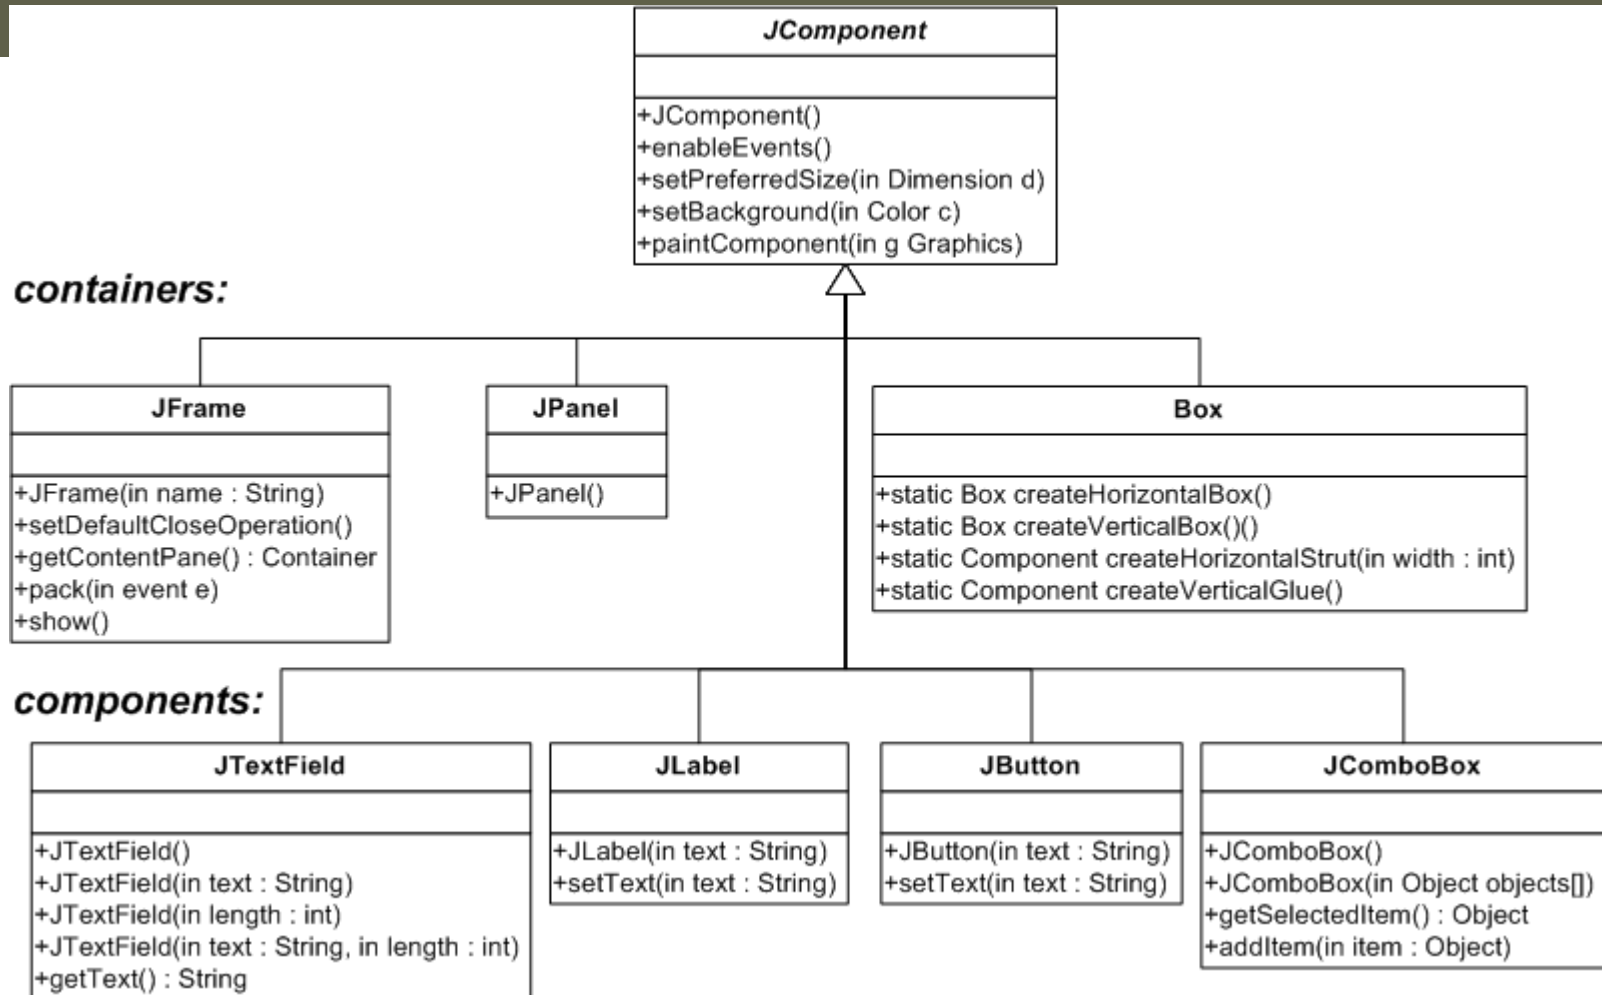 JComponent
+JComponent()
+enableEvents()
+setPreferredSize(in Dimension d)
+setBackground(in Color c)
+paintComponent(in g Graphics)
containers:
JFrame
+JFrame(in name : String)
+setDefaultCloseOperation()
+getContentPane() : Container
+pack(in event e)
+show()
JPanel
+JPanel()
Box
+static Box createHorizontalBox()
+static Box createVerticalBox()()
+static Component createHorizontalStrut(in width : int)
+static Component createVerticalGlue()
components:
JTextField
+JTextField()
+JTextField(in text : String)
+JTextField(in length : int)
+JTextField(in text : String, in length : int)
+getText() : String
JLabel
+JLabel(in text : String)
+setText(in text : String)
JButton
+JButton(in text : String)
+setText(in text : String)
JComboBox
+JComboBox()
+JComboBox(in Object objects[])
+getSelectedItem() : Object
+addItem(in item : Object)